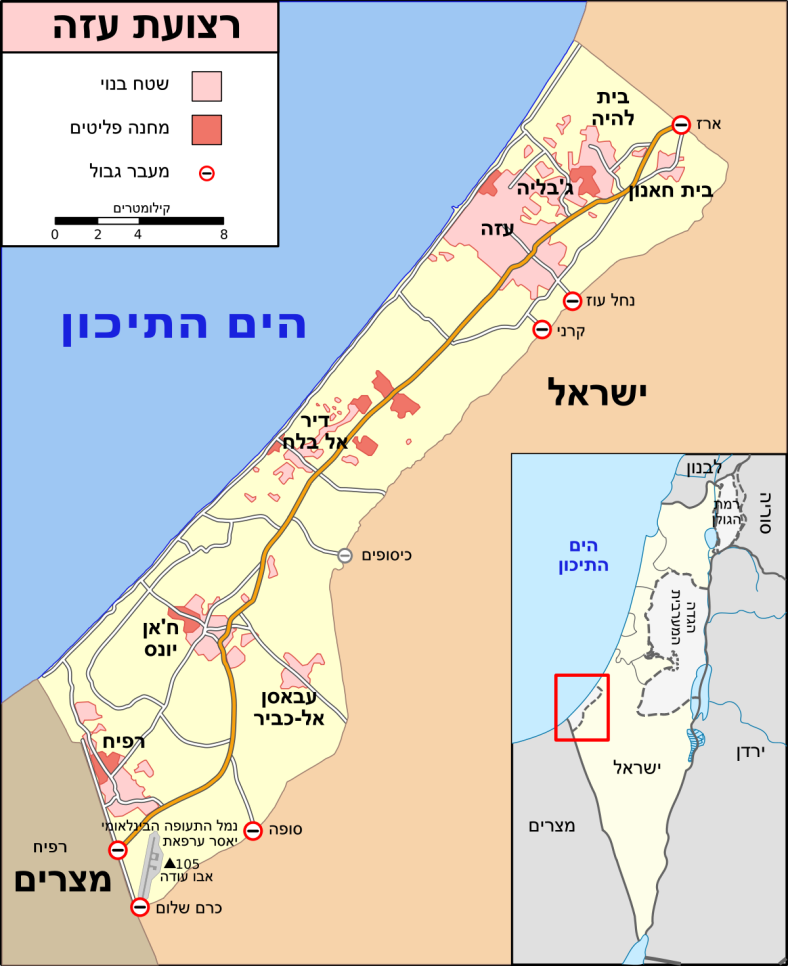 רצועת עזה
שטח בנוי
מחנה פליטים
מעבר גבול
קילומטרים
0 2 4 8
בית
להיה
ארז
ג'בליה
בית חאנון
עזה
נחל עוז
קרני
הים התיכון
ישראל
דיר
אל בלח
כיסופים
ח'אן
יונס
עבאסן
אל-כביר
רפיח
נמל התעופה הבינלאומי
יאסר ערפאת
סופה
105
אבו עודה
רפיח
מצרים
כרם שלום
לבנון
סוריה
רמת
הגולן
הים
התיכון
הגדה
המערבית
ירדן
ישראל
מצרים